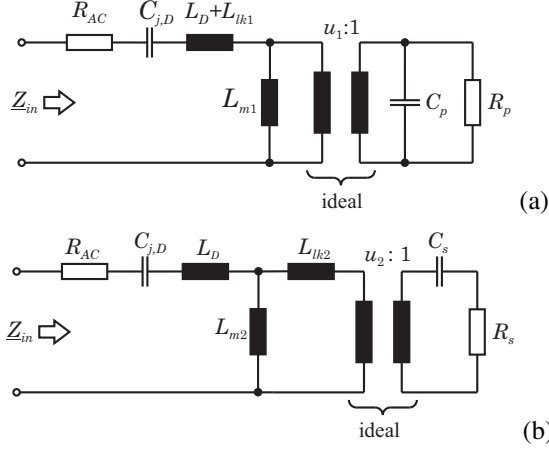 R_AC C_j,D L_D+L_lk1
u_1:1
L_m1 C_p R_p
Z_in
ideal
(a)
R_AC C_j,D L_D L_lk2 u_2: 1 C_s
L_m2 R_s
Z_in
ideal
(b)